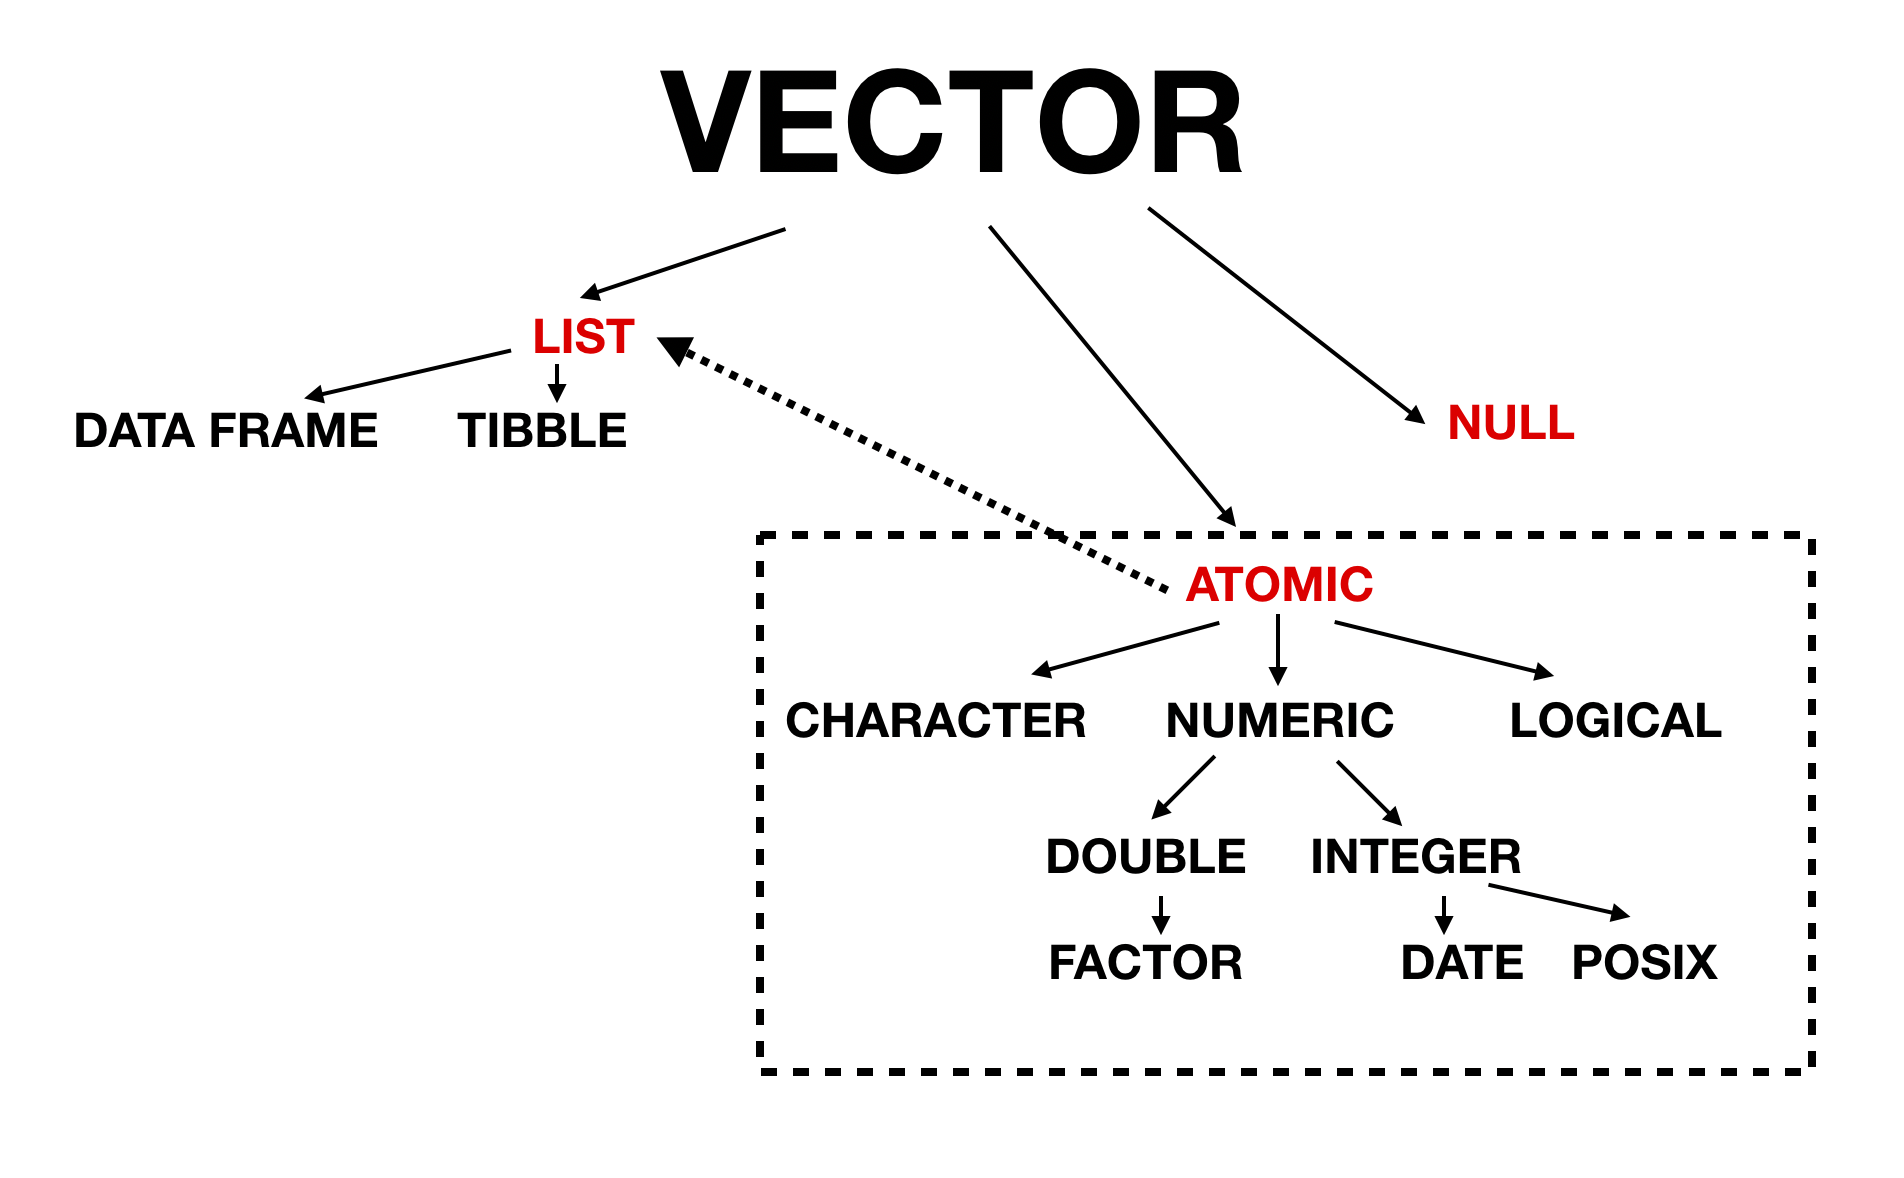 VECTOR
LIST
DATA FRAME
TIBBLE
NULL
ATOMIC
CHARACTER
NUMERIC
LOGICAL
DOUBLE
INTEGER
FACTOR
DATE
POSIX